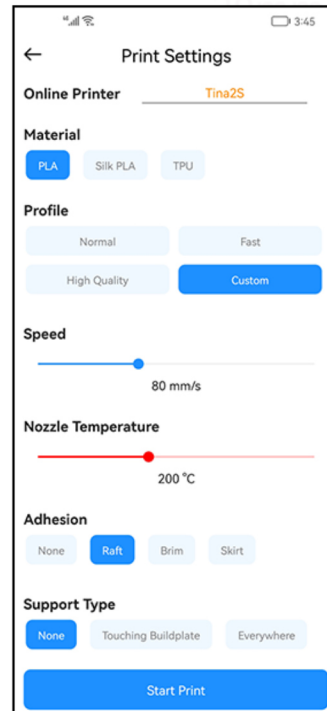 3:45
Print Settings
Online Printer Tina2S
Material
PLA Silk PLA TPU
Profile
Normal Fast
High Quality Custom
Speed
80 mm/s
Nozzle Temperature
200 °C
Adhesion
None Raft Brim Skirt
Support Type
None Touching Buildplate Everywhere
Start Print